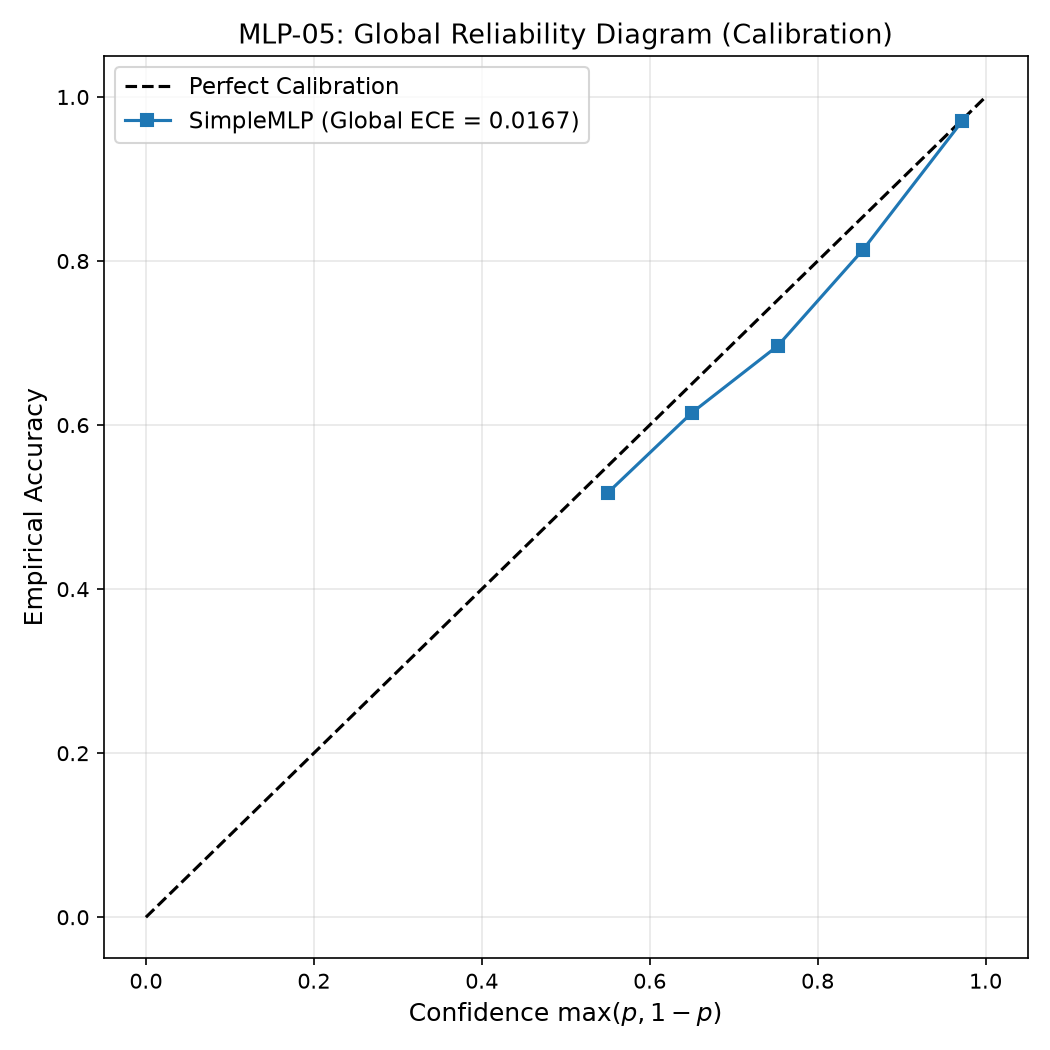 MLP-05: Global Reliability Diagram (Calibration)
Perfect Calibration
SimpleMLP (Global ECE = 0.0167)
1.0
0.8
0.6
0.4
0.2
0.0
Empirical Accuracy
0.0 0.2 0.4 0.6 0.8 1.0
Confidence max(p, 1 − p)